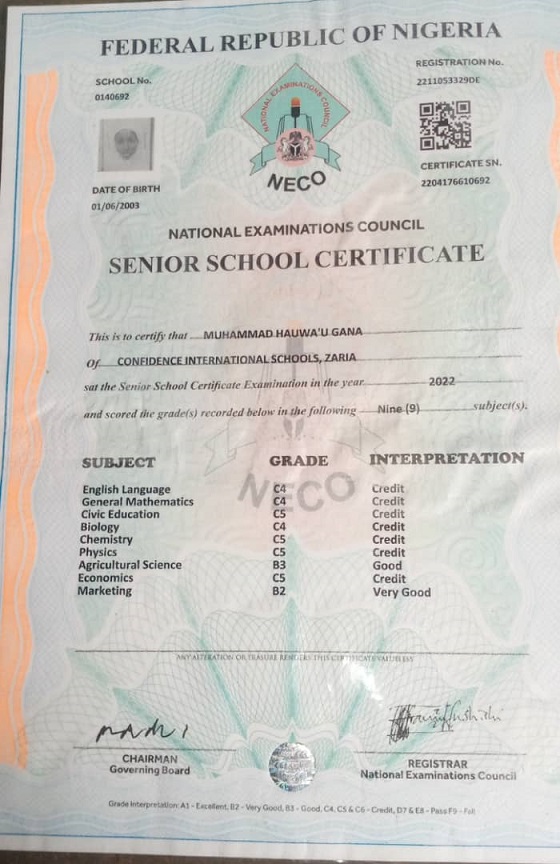 FEDERAL REPUBLIC OF NIGERIA
SCHOOL No.
0140692
REGISTRATION No.
2211053329DE
NATIONAL EXAMINATIONS COUNCIL
NECO
CERTIFICATE SN.
2204176610692
DATE OF BIRTH
01/06/2003
NATIONAL EXAMINATIONS COUNCIL
SENIOR SCHOOL CERTIFICATE
This is to certify that MUHAMMAD HAUWA'U GANA
Of CONFIDENCE INTERNATIONAL SCHOOLS, ZARIA
sat the Senior School Certificate Examination in the year 2022
and scored the grade(s) recorded below in the following Nine (9) subject(s).
SUBJECT GRADE INTERPRETATION
NECO
English Language C4 Credit
General Mathematics C4 Credit
Civic Education C5 Credit
Biology C4 Credit
Chemistry C5 Credit
Physics C5 Credit
Agricultural Science B3 Good
Economics C5 Credit
Marketing B2 Very Good
ANY ALTERATION OR ERASURE RENDERS THIS CERTIFICATE VALUELESS
CHAIRMAN
Governing Board
REGISTRAR
National Examinations Council
Grade Interpretation: A1 - Excellent, B2 - Very Good, B3 - Good, C4, C5 & C6 - Credit, D7 & E8 - Pass F9 - Fail